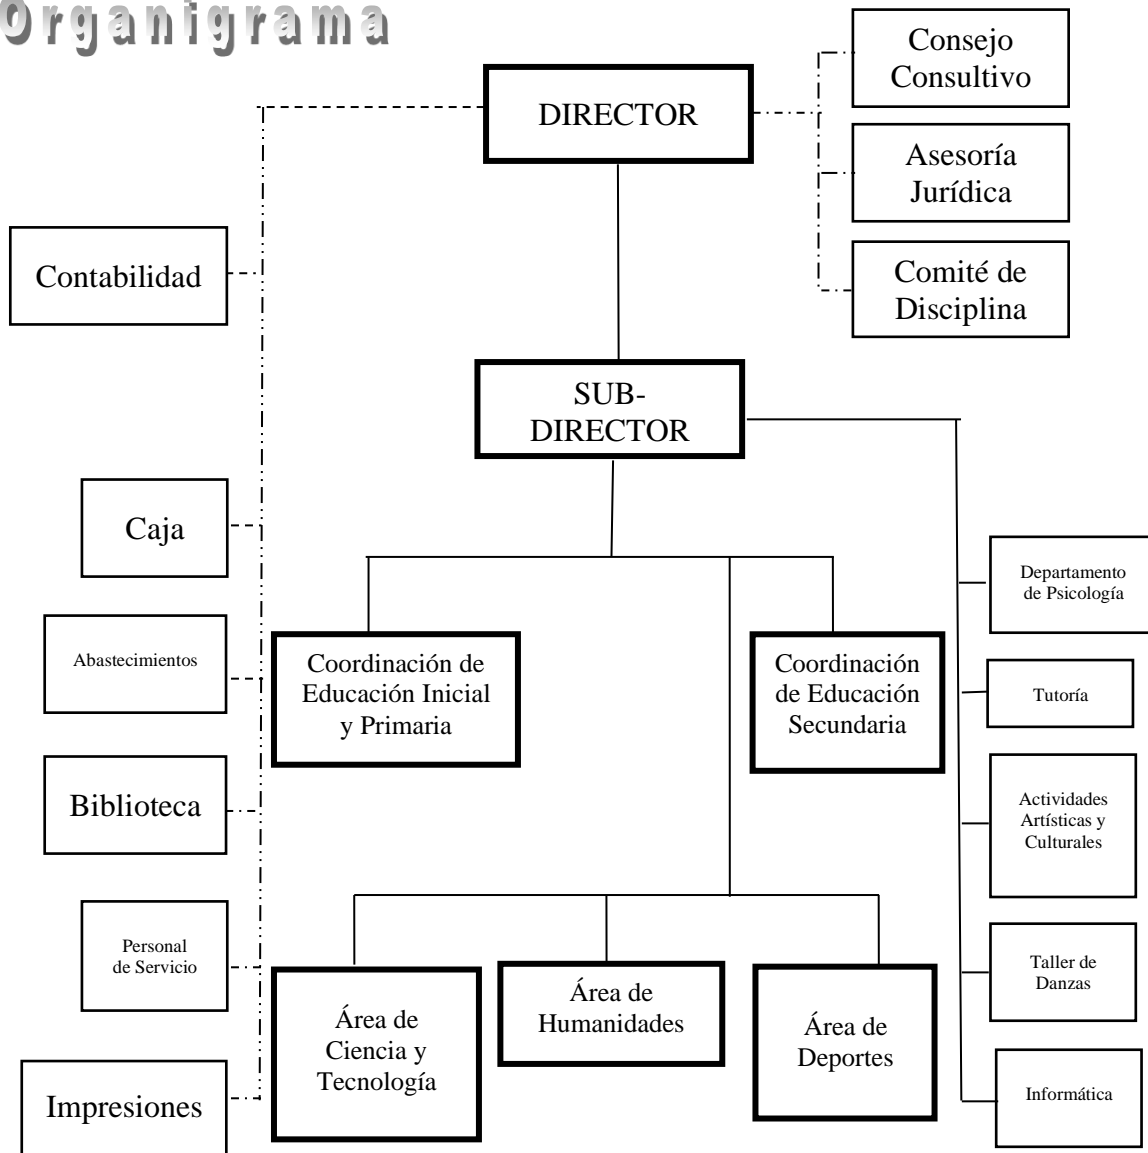 Organigrama
Consejo
Consultivo
DIRECTOR
Asesoría
Jurídica
Contabilidad
Comité de
Disciplina
SUB-
DIRECTOR
Caja
Departamento
de Psicología
Abastecimientos
Coordinación de
Educación Inicial
y Primaria
Coordinación
de Educación
Secundaria
Tutoría
Biblioteca
Actividades
Artísticas y
Culturales
Personal
de Servicio
Área de
Ciencia y
Tecnología
Área de
Humanidades
Área de
Deportes
Taller de
Danzas
Impresiones
Informática